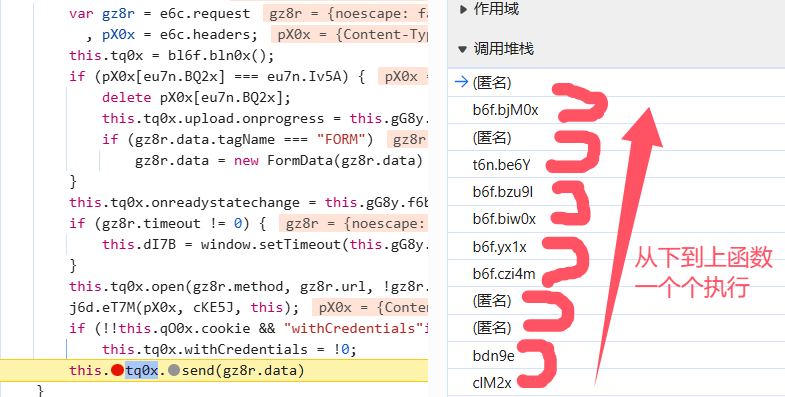 var gz8r = e6c.request gz8r = {noescape: fa
, pX0x = e6c.headers; pX0x = {Content-Typ
this.tq0x = bl6f.bln0x();
if (pX0x[eu7n.BQ2x] === eu7n.Iv5A) { pX0x =
delete pX0x[eu7n.BQ2x];
this.tq0x.upload.onprogress = this.gG8y.
if (gz8r.data.tagName === "FORM") gz8r
gz8r.data = new FormData(gz8r.data)
}
this.tq0x.onreadystatechange = this.gG8y.f6b
if (gz8r.timeout != 0) { gz8r = {noescape:
this.dI7B = window.setTimeout(this.gG8y.
}
this.tq0x.open(gz8r.method, gz8r.url, !gz8r.
j6d.eT7M(pX0x, cKE5J, this); pX0x = {Conten
if (!!this.qO0x.cookie && "withCredentials"i
this.tq0x.withCredentials = !0;
this.tq0x.send(gz8r.data)
}
作用域
调用堆栈
(匿名)
b6f.bjM0x
(匿名)
t6n.be6Y
b6f.bzu9l
b6f.biw0x
b6f.yx1x
b6f.czi4m
(匿名)
(匿名)
bdn9e
clM2x
从下到上函数
一个个执行